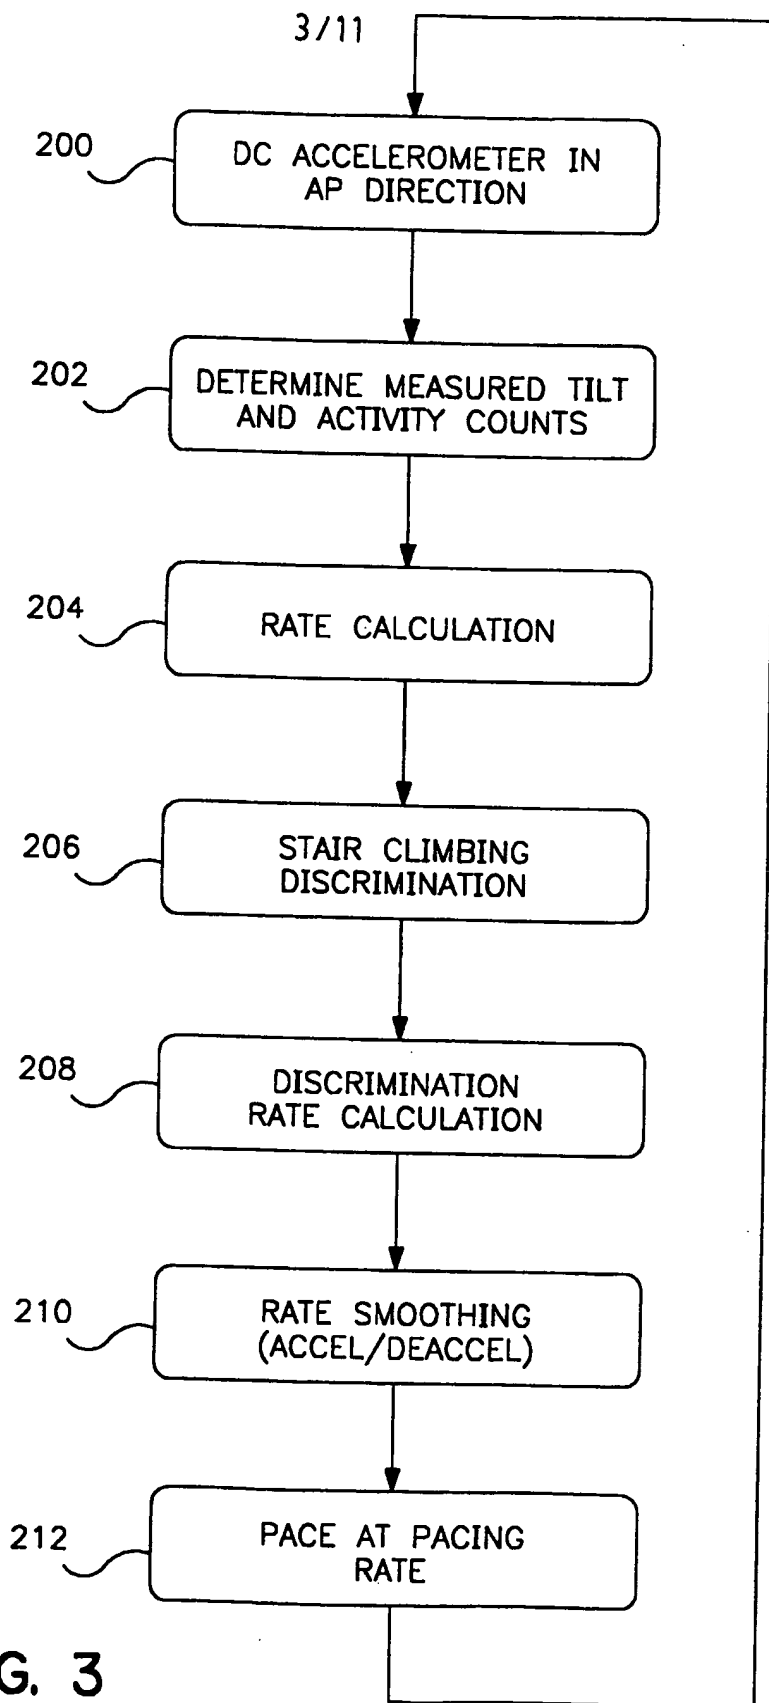 3/11
200
DC ACCELEROMETER IN
AP DIRECTION
202
DETERMINE MEASURED TILT
AND ACTIVITY COUNTS
204
RATE CALCULATION
206
STAIR CLIMBING
DISCRIMINATION
208
DISCRIMINATION
RATE CALCULATION
210
RATE SMOOTHING
(ACCEL/DEACCEL)
212
PACE AT PACING
RATE
G. 3